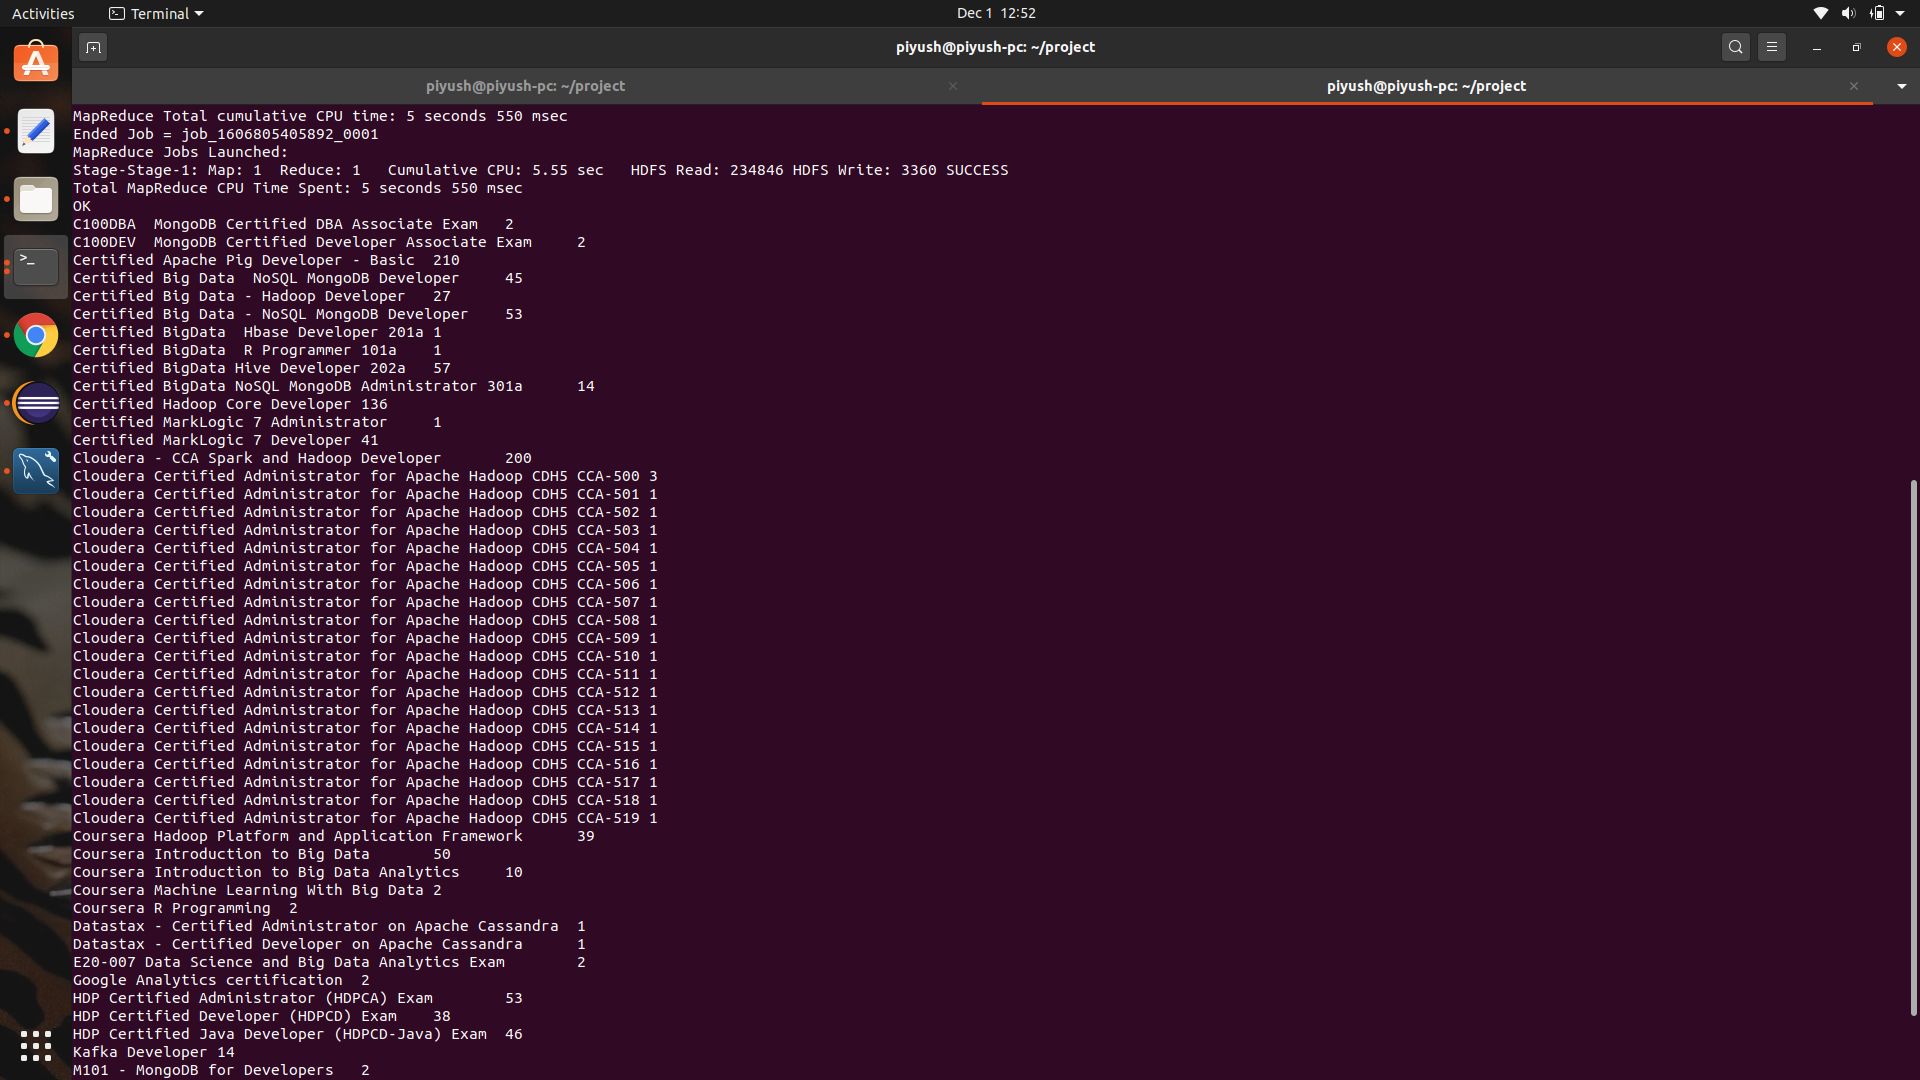 Activities Terminal Dec 1 12:52
piyush@piyush-pc: ~/project
piyush@piyush-pc: ~/project piyush@piyush-pc: ~/project
MapReduce Total cumulative CPU time: 5 seconds 550 msec
Ended Job = job_1606805405892_0001
MapReduce Jobs Launched:
Stage-Stage-1: Map: 1  Reduce: 1   Cumulative CPU: 5.55 sec   HDFS Read: 234846 HDFS Write: 3360 SUCCESS
Total MapReduce CPU Time Spent: 5 seconds 550 msec
OK
C100DBA  MongoDB Certified DBA Associate Exam   2
C100DEV  MongoDB Certified Developer Associate Exam     2
Certified Apache Pig Developer - Basic  210
Certified Big Data  NoSQL MongoDB Developer     45
Certified Big Data - Hadoop Developer   27
Certified Big Data - NoSQL MongoDB Developer    53
Certified BigData  Hbase Developer 201a 1
Certified BigData  R Programmer 101a    1
Certified BigData Hive Developer 202a   57
Certified BigData NoSQL MongoDB Administrator 301a      14
Certified Hadoop Core Developer 136
Certified MarkLogic 7 Administrator     1
Certified MarkLogic 7 Developer 41
Cloudera - CCA Spark and Hadoop Developer       200
Cloudera Certified Administrator for Apache Hadoop CDH5 CCA-500 3
Cloudera Certified Administrator for Apache Hadoop CDH5 CCA-501 1
Cloudera Certified Administrator for Apache Hadoop CDH5 CCA-502 1
Cloudera Certified Administrator for Apache Hadoop CDH5 CCA-503 1
Cloudera Certified Administrator for Apache Hadoop CDH5 CCA-504 1
Cloudera Certified Administrator for Apache Hadoop CDH5 CCA-505 1
Cloudera Certified Administrator for Apache Hadoop CDH5 CCA-506 1
Cloudera Certified Administrator for Apache Hadoop CDH5 CCA-507 1
Cloudera Certified Administrator for Apache Hadoop CDH5 CCA-508 1
Cloudera Certified Administrator for Apache Hadoop CDH5 CCA-509 1
Cloudera Certified Administrator for Apache Hadoop CDH5 CCA-510 1
Cloudera Certified Administrator for Apache Hadoop CDH5 CCA-511 1
Cloudera Certified Administrator for Apache Hadoop CDH5 CCA-512 1
Cloudera Certified Administrator for Apache Hadoop CDH5 CCA-513 1
Cloudera Certified Administrator for Apache Hadoop CDH5 CCA-514 1
Cloudera Certified Administrator for Apache Hadoop CDH5 CCA-515 1
Cloudera Certified Administrator for Apache Hadoop CDH5 CCA-516 1
Cloudera Certified Administrator for Apache Hadoop CDH5 CCA-517 1
Cloudera Certified Administrator for Apache Hadoop CDH5 CCA-518 1
Cloudera Certified Administrator for Apache Hadoop CDH5 CCA-519 1
Coursera Hadoop Platform and Application Framework      39
Coursera Introduction to Big Data       50
Coursera Introduction to Big Data Analytics     10
Coursera Machine Learning With Big Data 2
Coursera R Programming  2
Datastax - Certified Administrator on Apache Cassandra  1
Datastax - Certified Developer on Apache Cassandra      1
E20-007 Data Science and Big Data Analytics Exam        2
Google Analytics certification  2
HDP Certified Administrator (HDPCA) Exam        53
HDP Certified Developer (HDPCD) Exam    38
HDP Certified Java Developer (HDPCD-Java) Exam  46
Kafka Developer 14
M101 - MongoDB for Developers   2